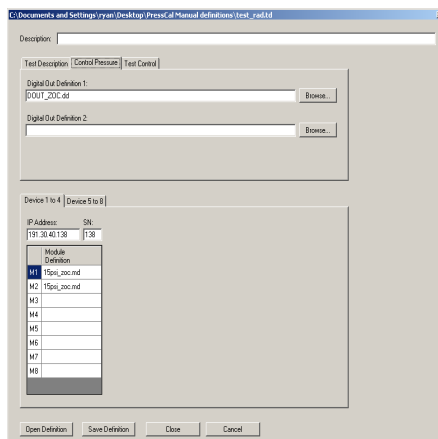 C:\Documents and Settings\ryan\Desktop\PressCal Manual definitions\test_rad.td
Description:
Test Description Control Pressure Test Control
Digital Out Definition 1:
DOUT_ZOC.dd Browse...
Digital Out Definition 2:
Browse...
Device 1 to 4 Device 5 to 8
IP Address: SN:
191.30.40.138 138
Module
Definition
M1 15psi_zoc.md
M2 15psi_zoc.md
M3
M4
M5
M6
M7
M8
Open Definition Save Definition Close Cancel